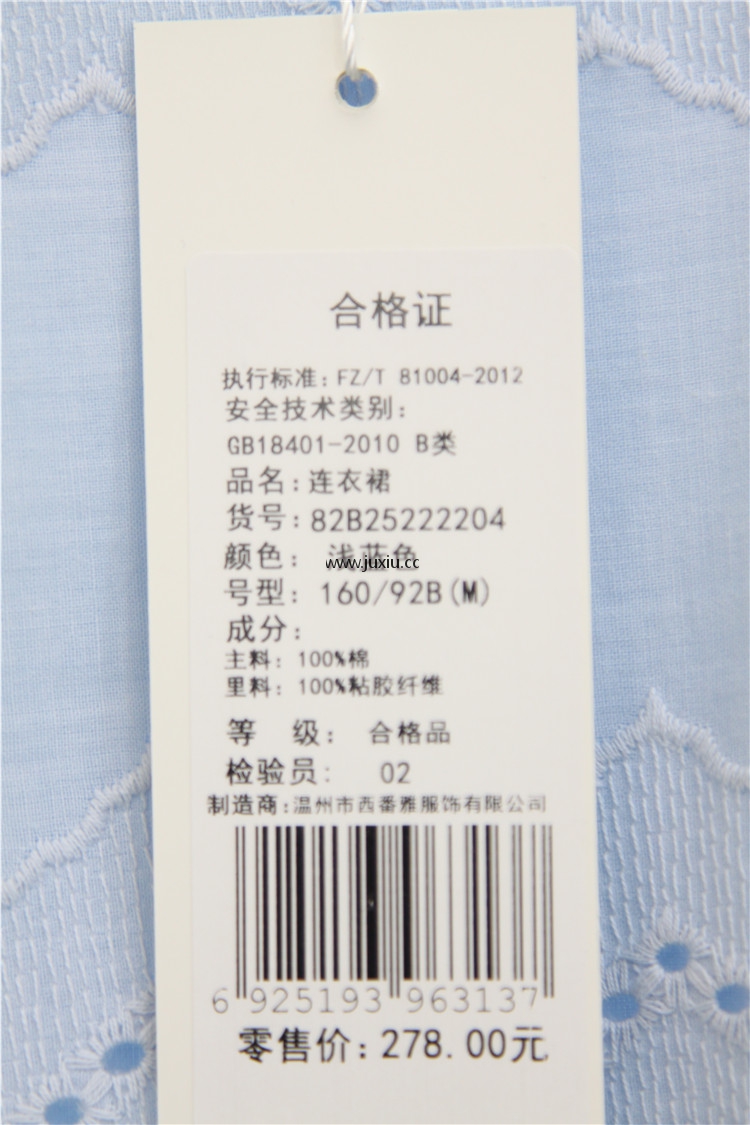 合格证
执行标准：FZ/T 81004-2012
安全技术类别：
GB18401-2010 B类
品名：连衣裙
货号：82B25222204
颜色： 浅蓝色
www.juxiu.cc
号型： 160/92B(M)
成分：
主料：100%棉
里料：100%粘胶纤维
等 级： 合格品
检验员： 02
制造商：温州市西番雅服饰有限公司
6 925193 963137
零售价：278.00元